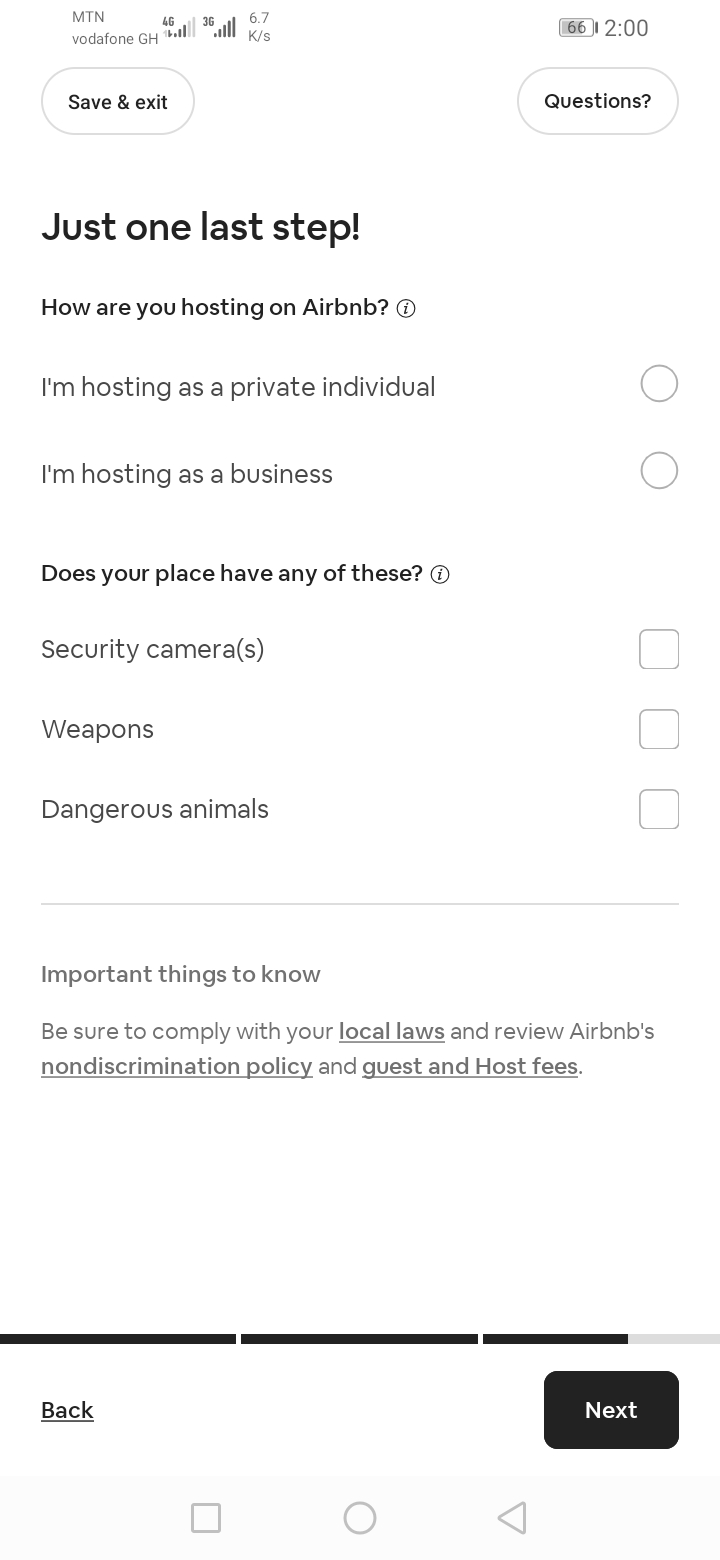 MTN
vodafone GH
4G
3G
6.7
K/s
66
2:00
Save & exit
Questions?
Just one last step!
How are you hosting on Airbnb? i
I'm hosting as a private individual
I'm hosting as a business
Does your place have any of these? i
Security camera(s)
Weapons
Dangerous animals
Important things to know
Be sure to comply with your local laws and review Airbnb's
nondiscrimination policy and guest and Host fees.
Back
Next